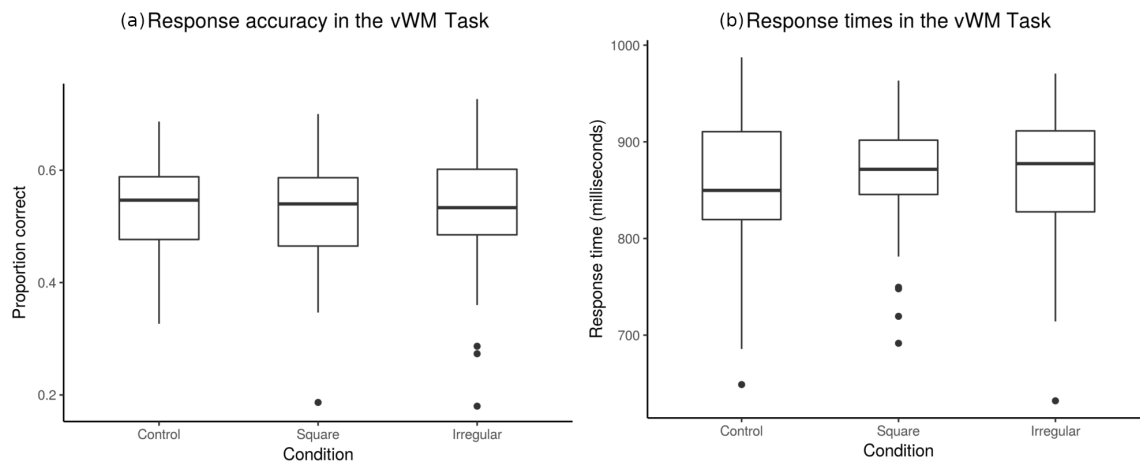 (a) Response accuracy in the vWM Task
Proportion correct
0.6
0.4
0.2
Control Square Irregular
Condition
(b) Response times in the vWM Task
Response time (milliseconds)
1000
900
800
700
Control Square Irregular
Condition